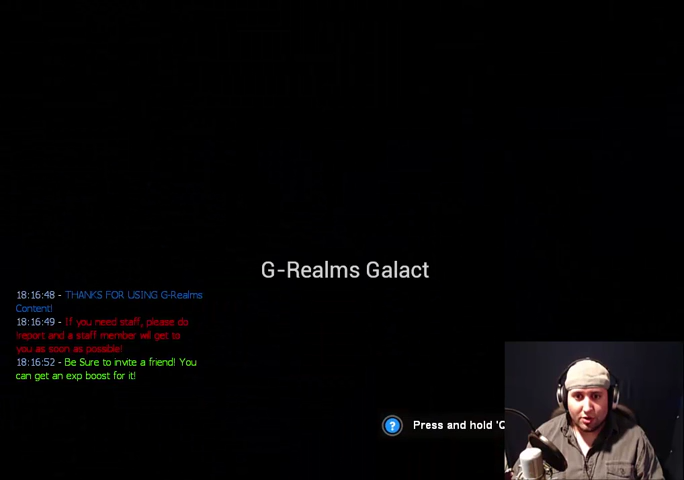 G-Realms Galact
18:16:48 - THANKS FOR USING G-Realms
Content!
18:16:49 - If you need staff, please do
!report and a staff member will get to
you as soon as possible!
18:16:52 - Be Sure to invite a friend! You
can get an exp boost for it!
Press and hold 'C